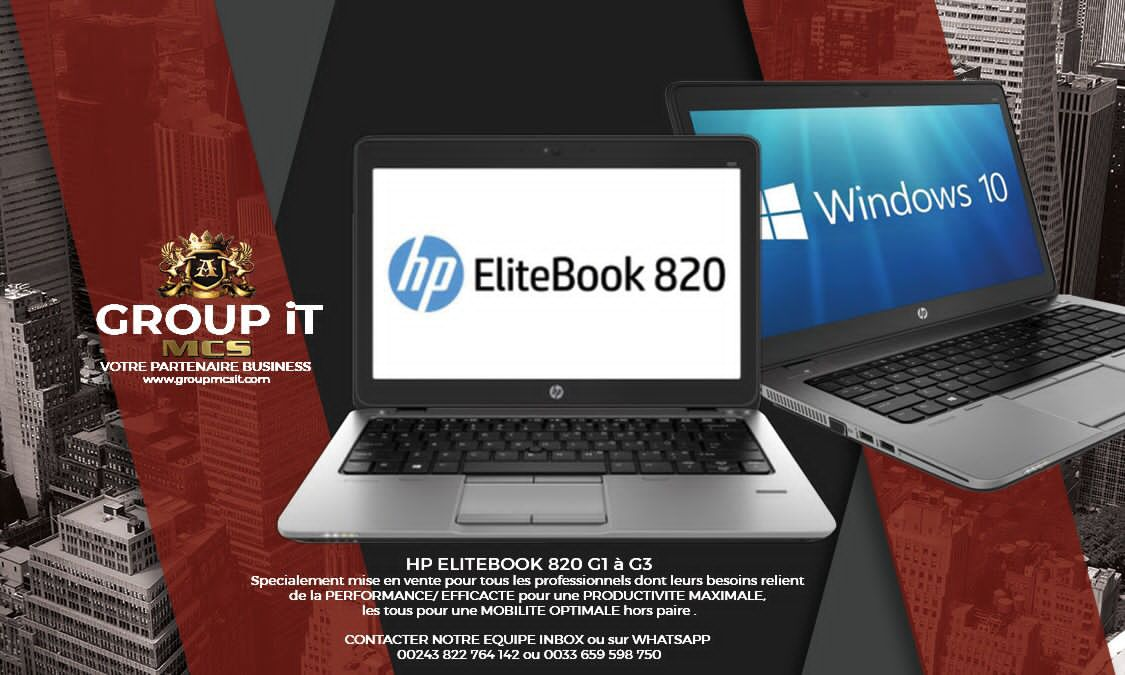 A
GROUP iT
MCS
VOTRE PARTENAIRE BUSINESS
www.groupmcsit.com
hp EliteBook 820
hp
Windows 10
hp
HP ELITEBOOK 820 G1 à G3
Specialement mise en vente pour tous les professionnels dont leurs besoins relient
de la PERFORMANCE/ EFFICACTE pour une PRODUCTIVITE MAXIMALE,
les tous pour une MOBILITE OPTIMALE hors paire .
CONTACTER NOTRE EQUIPE INBOX ou sur WHATSAPP
00243 822 764 142 ou 0033 659 598 750